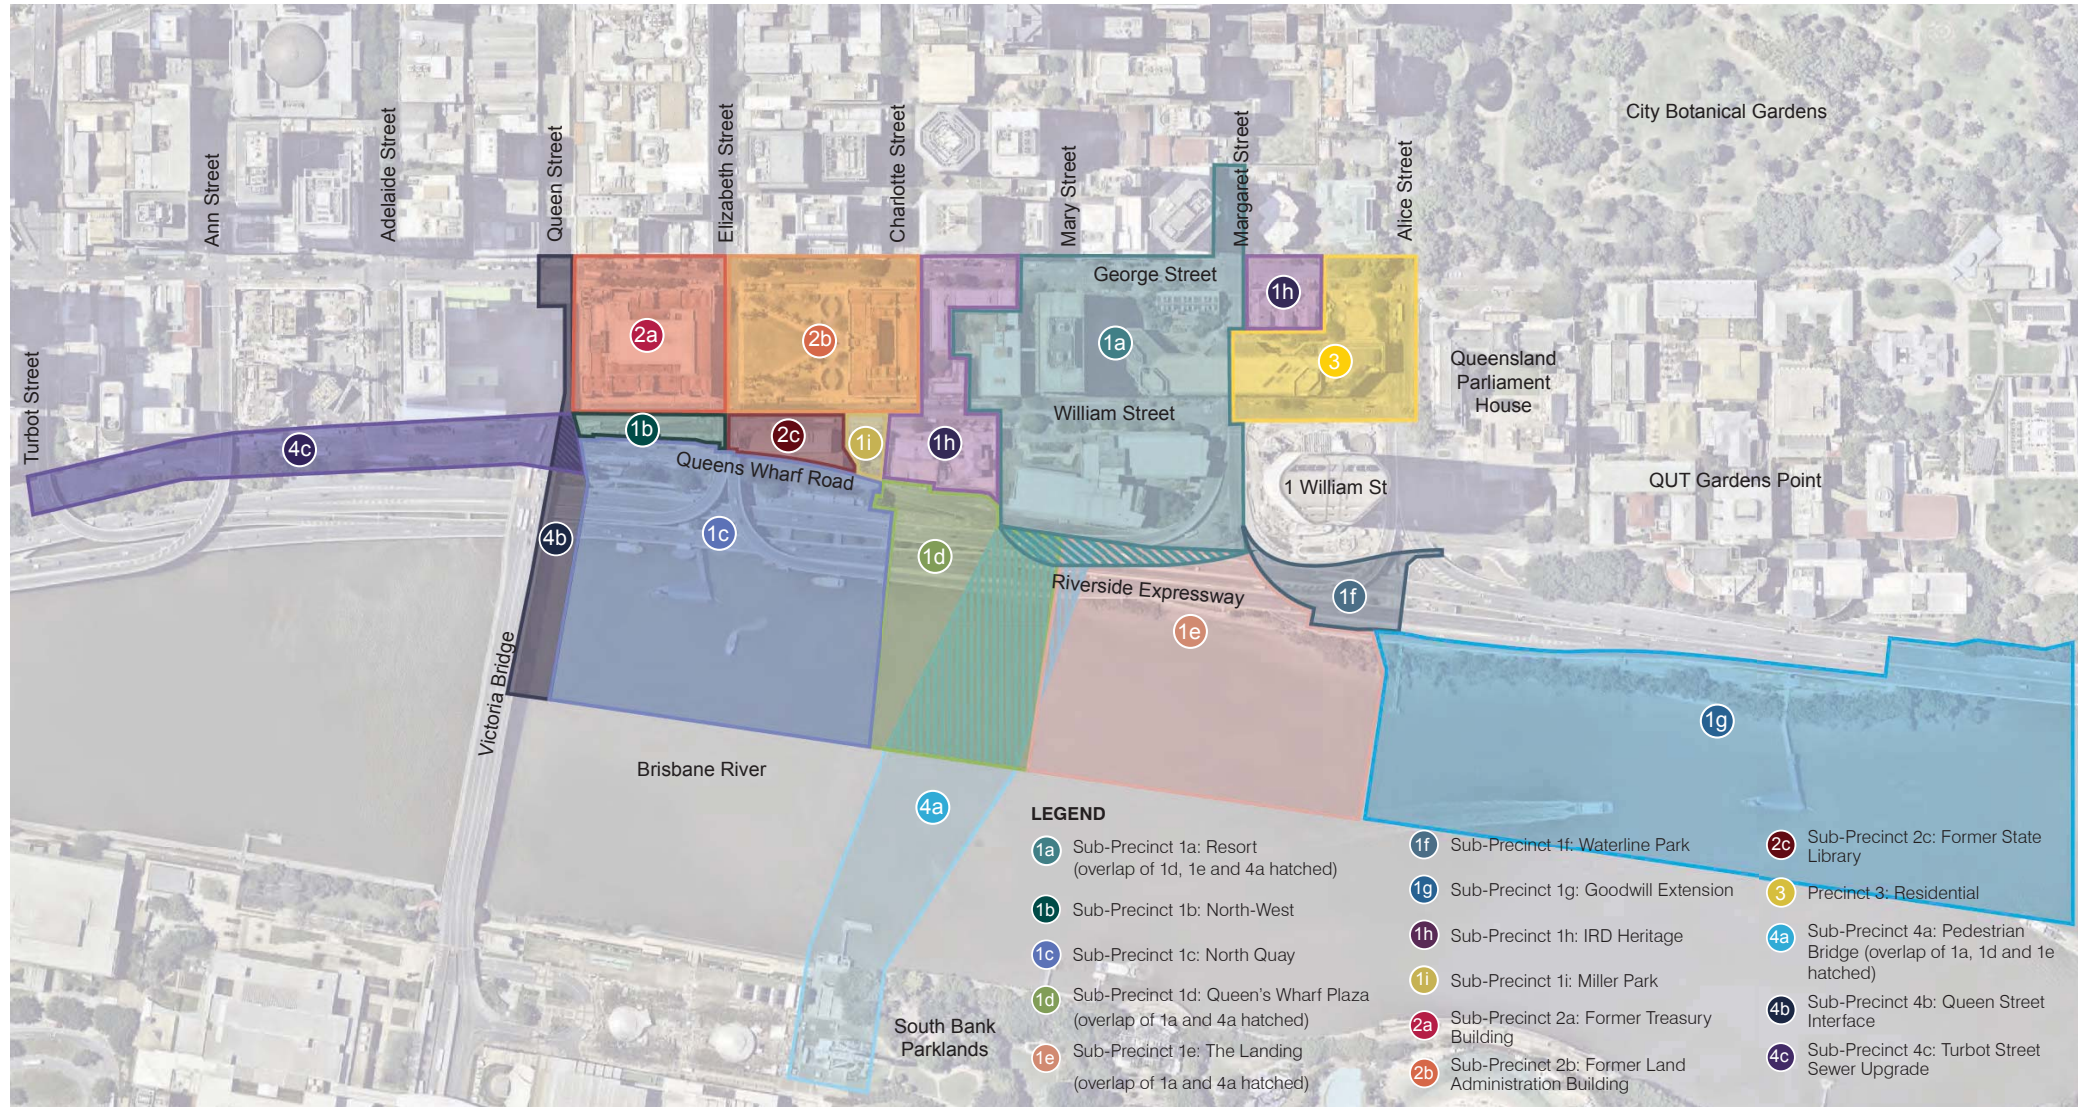 City Botanical Gardens
Turbot Street
Ann Street
Adelaide Street
Queen Street
Elizabeth Street
Charlotte Street
Mary Street
Margaret Street
Alice Street
George Street
1h
2a
2b
1a
3
Queensland
Parliament
House
William Street
1b
2c
1i
1h
4c
Queens Wharf Road
1 William St
QUT Gardens Point
4b
1c
1d
Riverside Expressway
1f
1e
Victoria Bridge
1g
Brisbane River
4a
South Bank
Parklands
LEGEND
1a Sub-Precinct 1a: Resort
(overlap of 1d, 1e and 4a hatched)
1b Sub-Precinct 1b: North-West
1c Sub-Precinct 1c: North Quay
1d Sub-Precinct 1d: Queen's Wharf Plaza
(overlap of 1a and 4a hatched)
1e Sub-Precinct 1e: The Landing
(overlap of 1a and 4a hatched)
1f Sub-Precinct 1f: Waterline Park
1g Sub-Precinct 1g: Goodwill Extension
1h Sub-Precinct 1h: IRD Heritage
1i Sub-Precinct 1i: Miller Park
2a Sub-Precinct 2a: Former Treasury
Building
2b Sub-Precinct 2b: Former Land
Administration Building
2c Sub-Precinct 2c: Former State
Library
3 Precinct 3: Residential
4a Sub-Precinct 4a: Pedestrian
Bridge (overlap of 1a, 1d and 1e
hatched)
4b Sub-Precinct 4b: Queen Street
Interface
4c Sub-Precinct 4c: Turbot Street
Sewer Upgrade